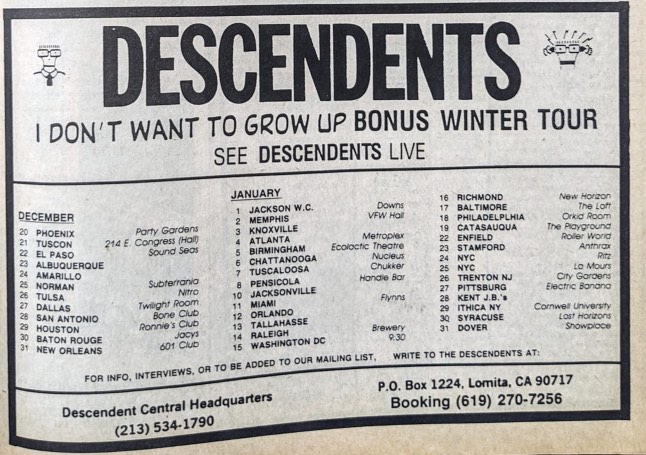 DESCENDENTS
I DON'T WANT TO GROW UP BONUS WINTER TOUR
SEE DESCENDENTS LIVE
DECEMBER
20 PHOENIX Party Gardens
21 TUSCON 214 E. Congress (Hall)
22 EL PASO Sound Seas
23 ALBUQUERQUE
24 AMARILLO
25 NORMAN Subterrania
26 TULSA Nitro
27 DALLAS Twilight Room
28 SAN ANTONIO Bone Club
29 HOUSTON Ronnie's Club
30 BATON ROUGE Jacys
31 NEW ORLEANS 601 Club
JANUARY
1 JACKSON W.C. Downs
2 MEMPHIS VFW Hall
3 KNOXVILLE
4 ATLANTA Metroplex
5 BIRMINGHAM Ecolactic Theatre
6 CHATTANOOGA Nucleus
7 TUSCALOOSA Chukker
8 PENSICOLA Handle Bar
10 JACKSONVILLE
11 MIAMI Flynns
12 ORLANDO
13 TALLAHASSE
14 RALEIGH Brewery
15 WASHINGTON DC 9:30
16 RICHMOND New Horizon
17 BALTIMORE The Loft
18 PHILADELPLHIA Orkid Room
19 CATASAUQUA The Playground
22 ENFIELD Roller World
23 STAMFORD Anthrax
24 NYC Ritz
25 NYC La Mours
26 TRENTON NJ City Gardens
27 PITTSBURG Electric Banana
28 KENT J.B.'s
29 ITHICA NY Cornwell University
30 SYRACUSE Lost Horizons
31 DOVER Showplace
FOR INFO, INTERVIEWS, OR TO BE ADDED TO OUR MAILING LIST, WRITE TO THE DESCENDENTS AT:
Descendent Central Headquarters
(213) 534-1790
P.O. Box 1224, Lomita, CA 90717
Booking (619) 270-7256